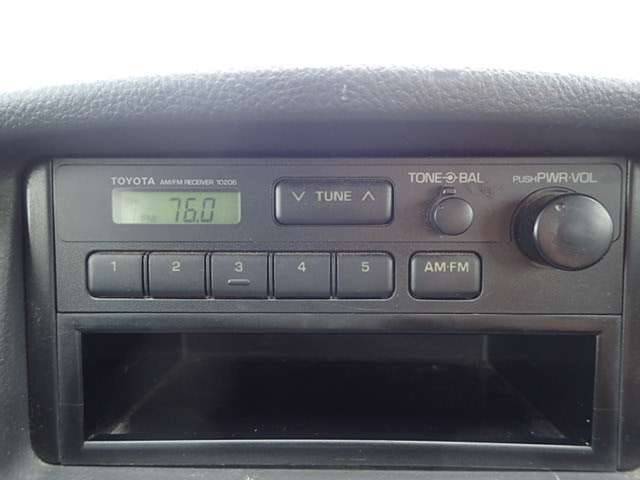 TOYOTA AM/FM RECEIVER 10206
76.0
∨ TUNE ∧
TONE BAL
PUSH PWR·VOL
1 2 3 4 5 AM·FM